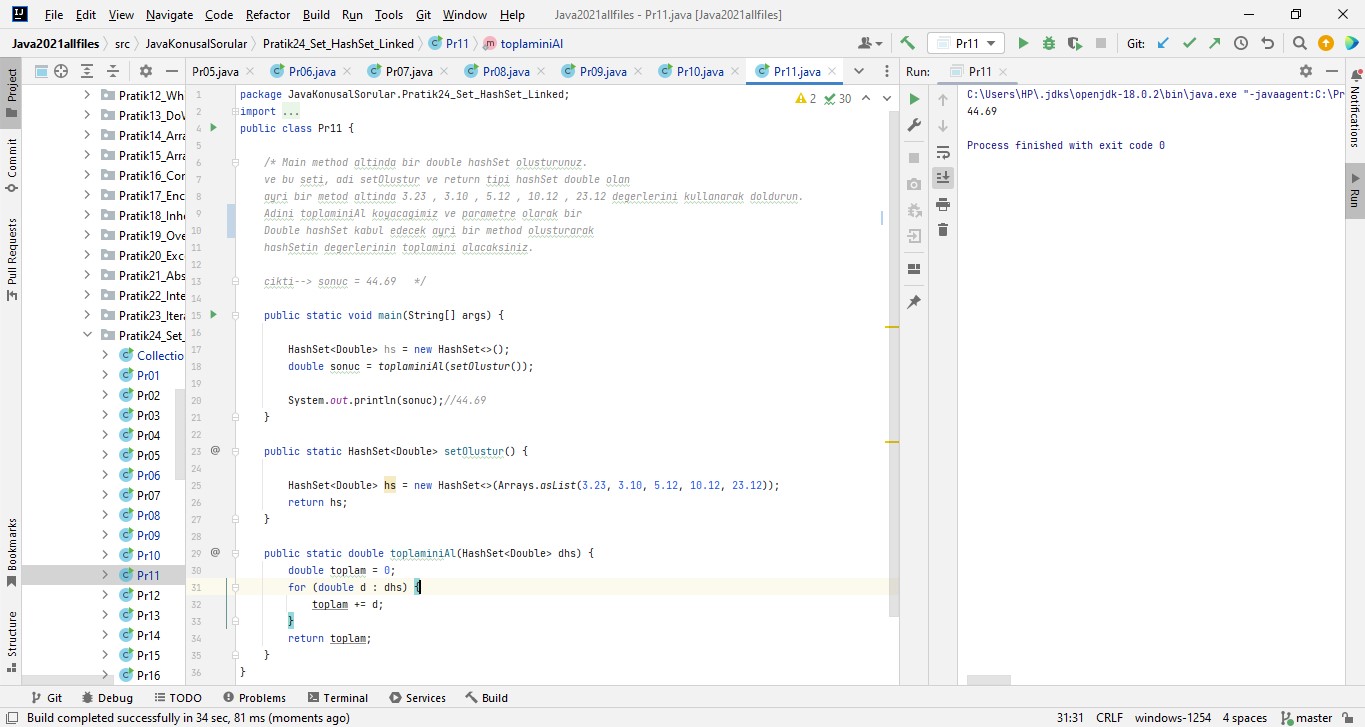 File Edit View Navigate Code Refactor Build Run Tools Git Window Help Java2021allfiles - Pr11.java [Java2021allfiles]
Java2021allfiles src JavaKonusalSorular Pratik24_Set_HashSet_Linked Pr11 toplaminiAl Pr11 Git:
Project
Commit
Pull Requests
Bookmarks
Structure
Pratik12_Wh
Pratik13_DoW
Pratik14_Arra
Pratik15_Arra
Pratik16_Cor
Pratik17_Enc
Pratik18_Inhe
Pratik19_Ove
Pratik20_Exc
Pratik21_Abs
Pratik22_Inte
Pratik23_Itera
Pratik24_Set_
Collectio
Pr01
Pr02
Pr03
Pr04
Pr05
Pr06
Pr07
Pr08
Pr09
Pr10
Pr11
Pr12
Pr13
Pr14
Pr15
Pr16
Pr05.java Pr06.java Pr07.java Pr08.java Pr09.java Pr10.java Pr11.java
2 30
1 package JavaKonusalSorular.Pratik24_Set_HashSet_Linked;
2 import ...
4 public class Pr11 {
5
6 /* Main method altinda bir double hashSet olusturunuz.
7 ve bu seti, adi setOlustur ve return tipi hashSet double olan
8 ayri bir metod altinda 3.23 , 3.10 , 5.12 , 10.12 , 23.12 degerlerini kullanarak doldurun.
9 Adini toplaminiAl koyacagimiz ve parametre olarak bir
10 Double hashSet kabul edecek ayri bir method olusturarak
11 hashSetin degerlerinin toplamini alacaksiniz.
12
13 cikti--> sonuc = 44.69 */
14
15 public static void main(String[] args) {
16
17 HashSet<Double> hs = new HashSet<>();
18 double sonuc = toplaminiAl(setOlustur());
19
20 System.out.println(sonuc);//44.69
21 }
22
23 @ public static HashSet<Double> setOlustur() {
24
25 HashSet<Double> hs = new HashSet<>(Arrays.asList(3.23, 3.10, 5.12, 10.12, 23.12));
26 return hs;
27 }
28
29 @ public static double toplaminiAl(HashSet<Double> dhs) {
30 double toplam = 0;
31 for (double d : dhs) {
32 toplam += d;
33 }
34 return toplam;
35 }
36 }
Run: Pr11
C:\Users\HP\.jdks\openjdk-18.0.2\bin\java.exe "-javaagent:C:\Pr
44.69
Process finished with exit code 0
Notifications
Run
Git Debug TODO Problems Terminal Services Build
Build completed successfully in 34 sec, 81 ms (moments ago) 31:31 CRLF windows-1254 4 spaces master